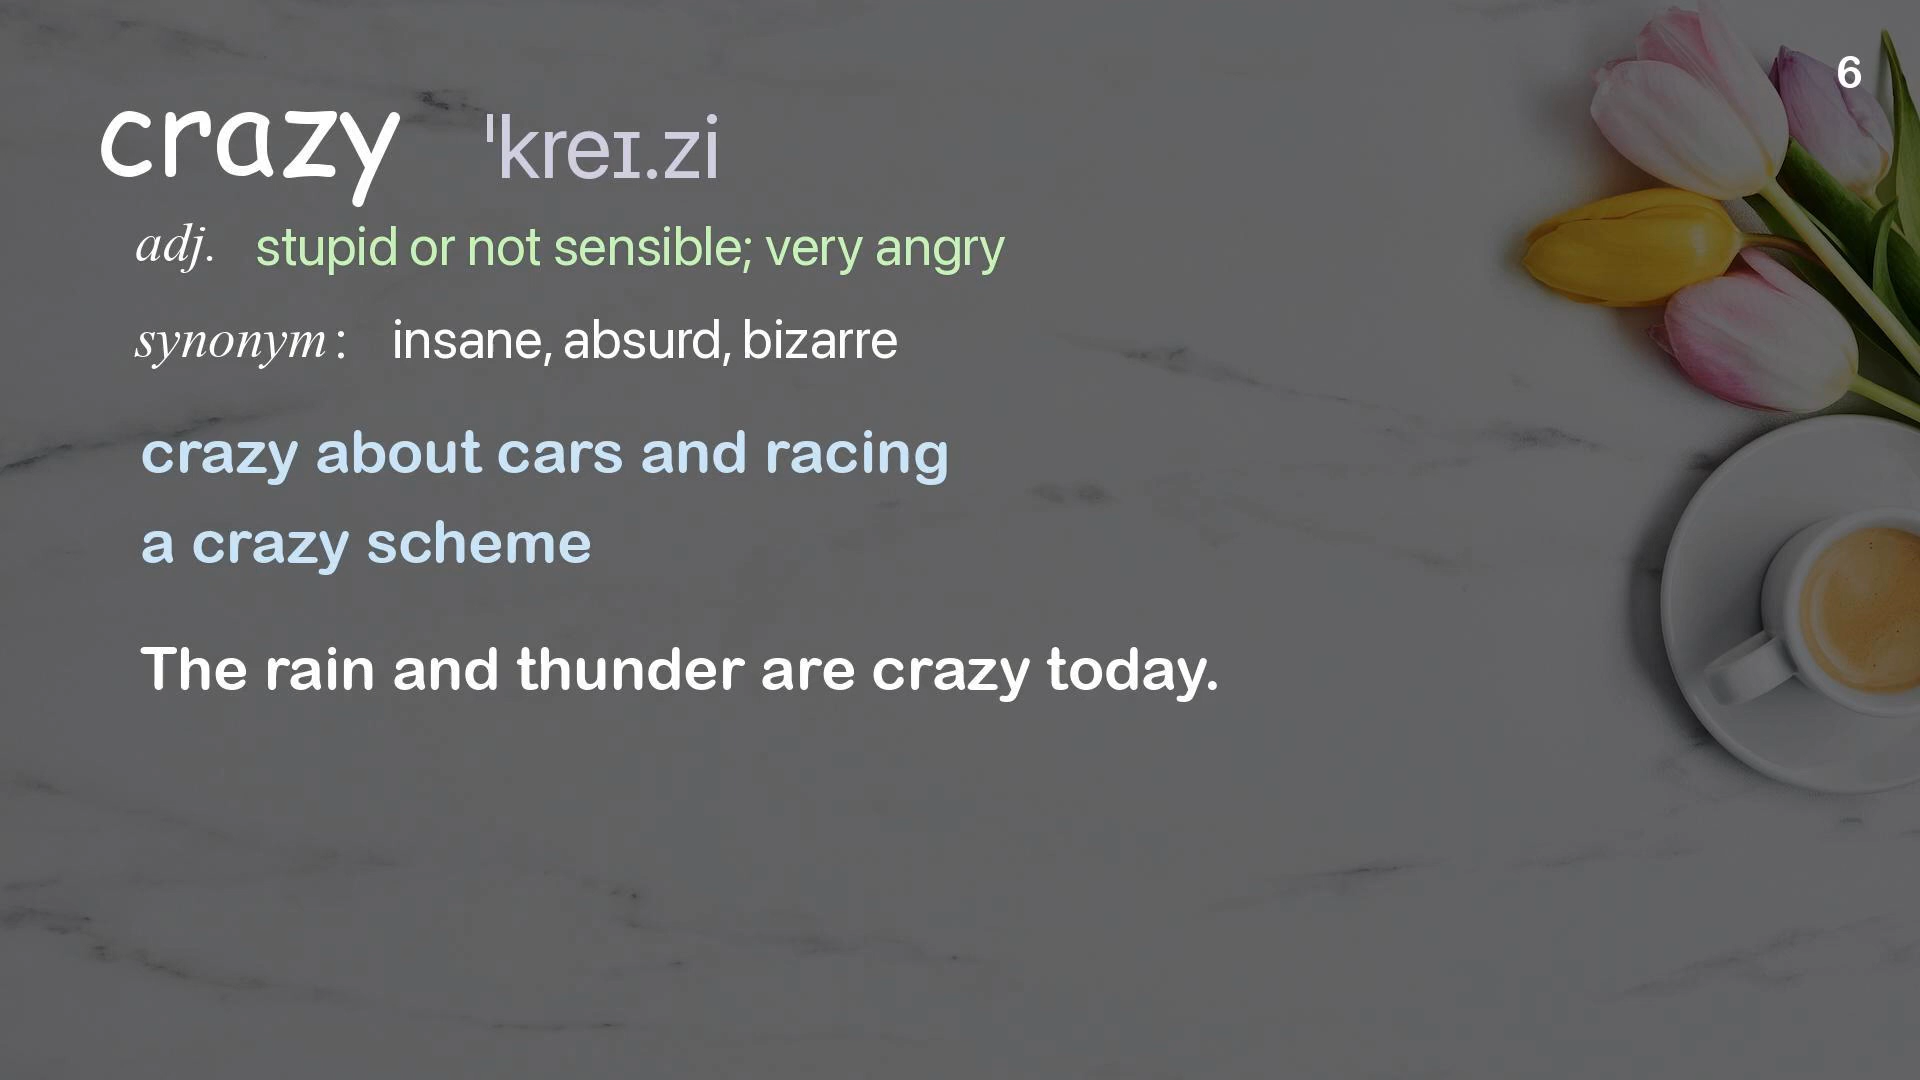 6
crazy ˈkreɪ.zi
adj. stupid or not sensible; very angry
synonym: insane, absurd, bizarre
crazy about cars and racing
a crazy scheme
The rain and thunder are crazy today.